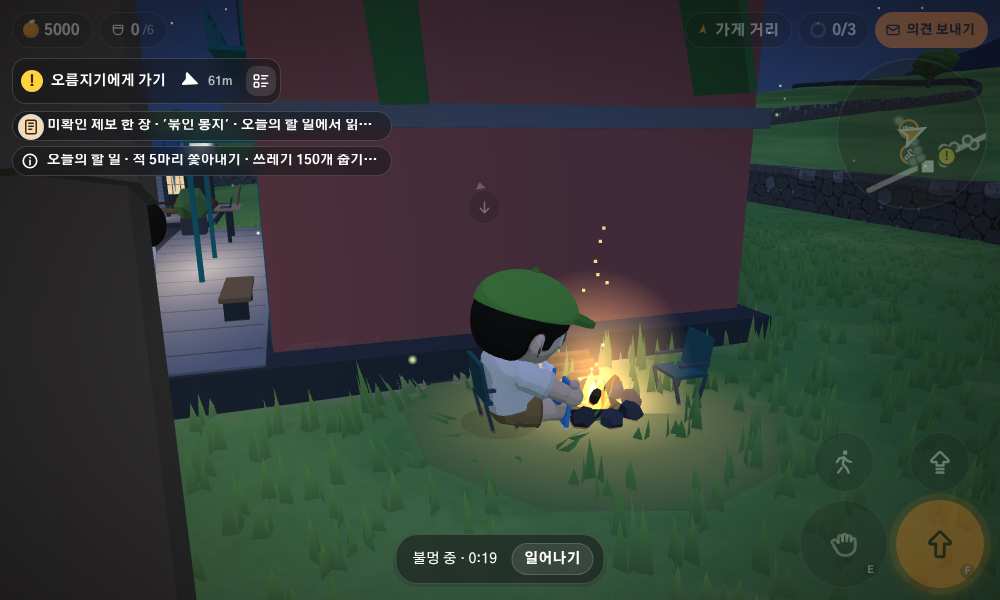 5000
0/6
가게 거리
0/3
의견 보내기
! 오름지기에게 가기 61m
미확인 제보 한 장 · '묶인 몽지' · 오늘의 할 일에서 읽…
오늘의 할 일 · 적 5마리 쫓아내기 · 쓰레기 150개 줍기…
!
불멍 중 · 0:19
일어나기
E
F